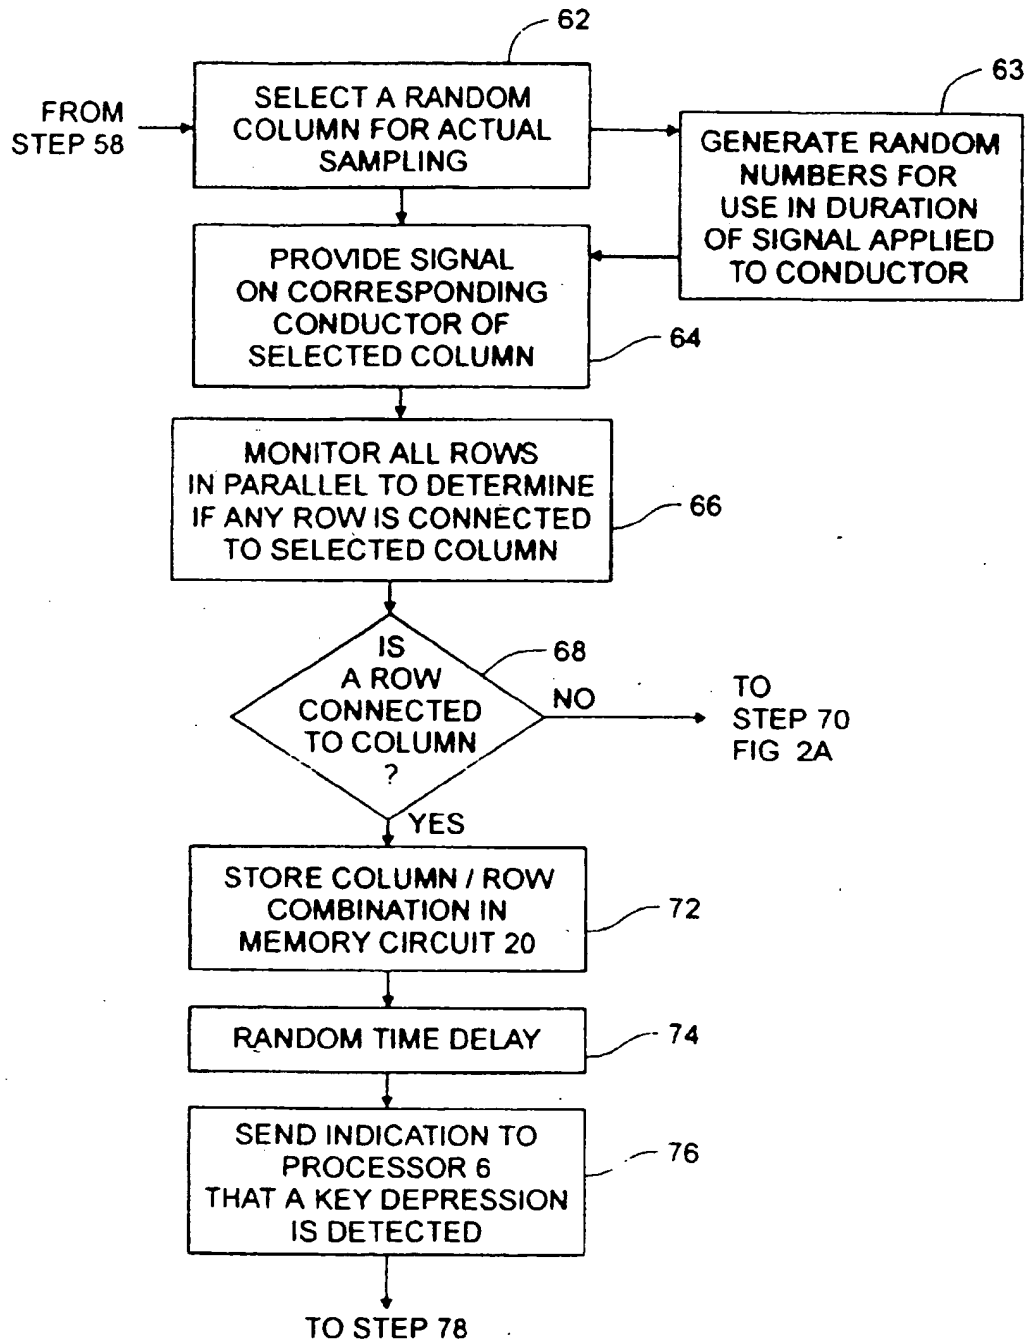 62
FROM
STEP 58
SELECT A RANDOM
COLUMN FOR ACTUAL
SAMPLING
63
GENERATE RANDOM
NUMBERS FOR
USE IN DURATION
OF SIGNAL APPLIED
TO CONDUCTOR
PROVIDE SIGNAL
ON CORRESPONDING
CONDUCTOR OF
SELECTED COLUMN
64
MONITOR ALL ROWS
IN PARALLEL TO DETERMINE
IF ANY ROW IS CONNECTED
TO SELECTED COLUMN
66
IS
A ROW
CONNECTED
TO COLUMN
?
68
NO
TO
STEP 70
FIG 2A
YES
STORE COLUMN / ROW
COMBINATION IN
MEMORY CIRCUIT 20
72
RANDOM TIME DELAY
74
SEND INDICATION TO
PROCESSOR 6
THAT A KEY DEPRESSION
IS DETECTED
76
TO STEP 78